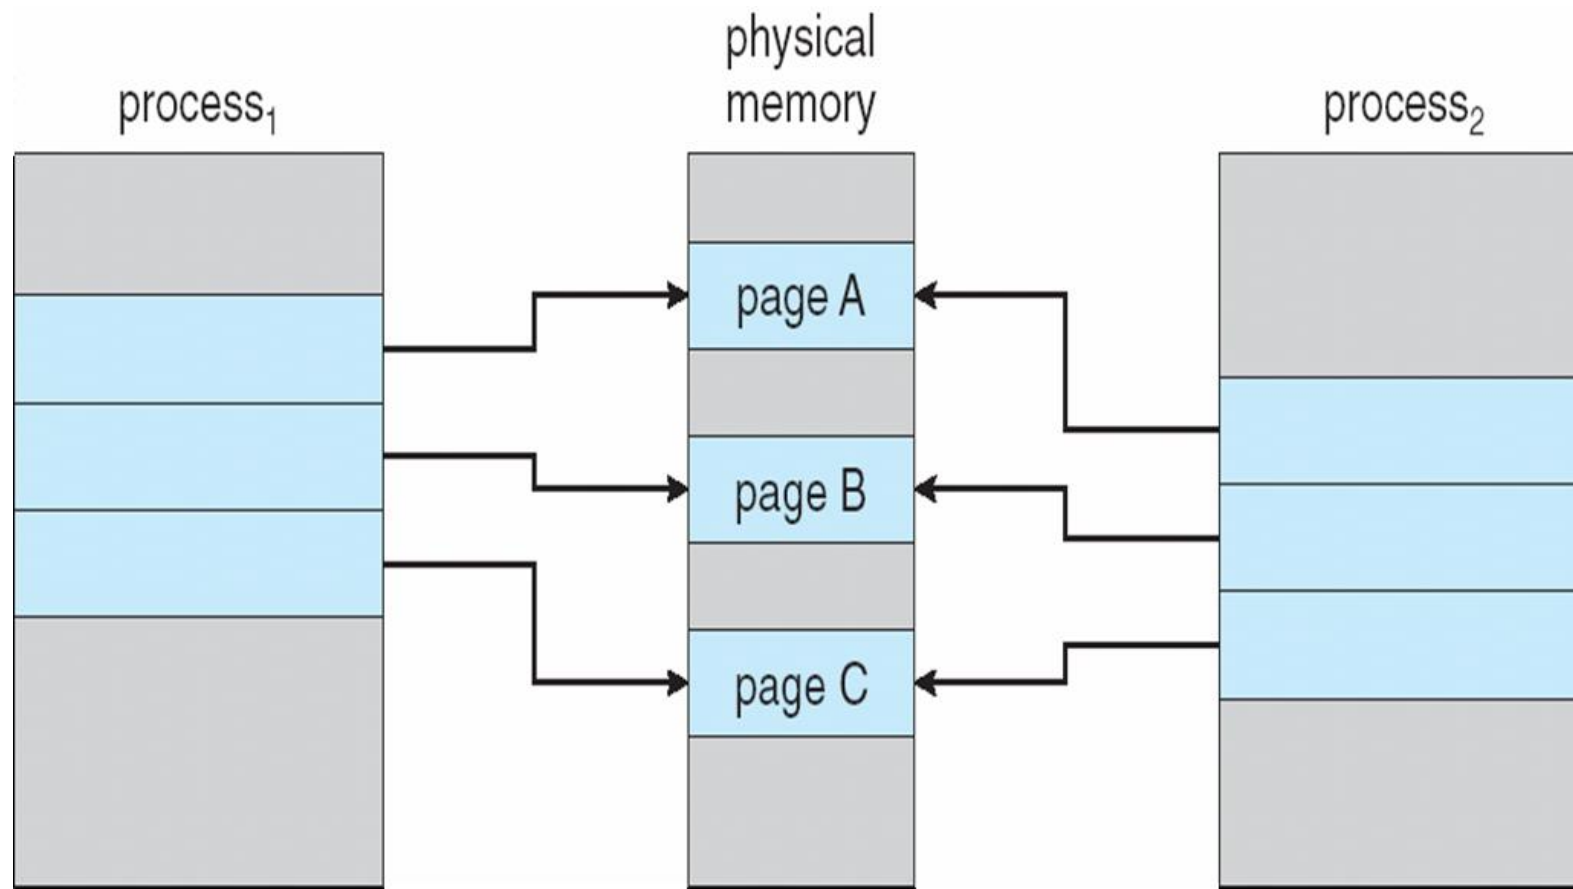 physical
memory
process₁
process₂
page A
page B
page C